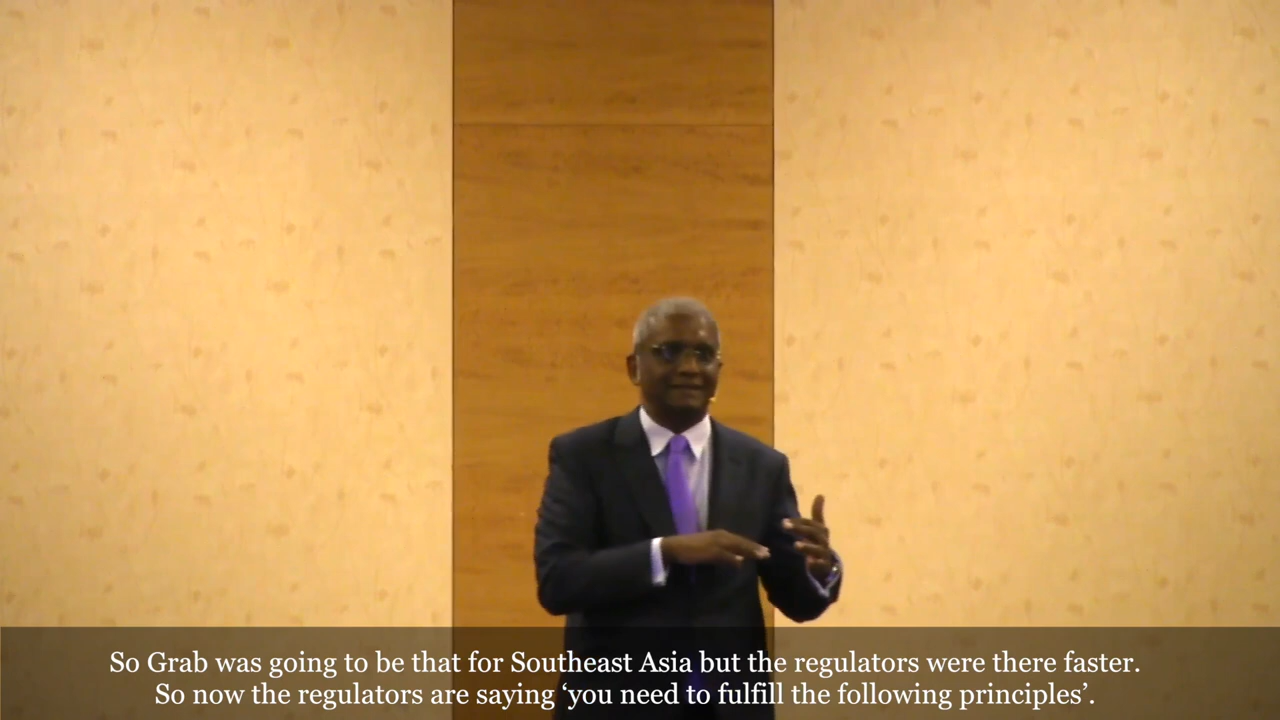 So Grab was going to be that for Southeast Asia but the regulators were there faster.
So now the regulators are saying ‘you need to fulfill the following principles’.